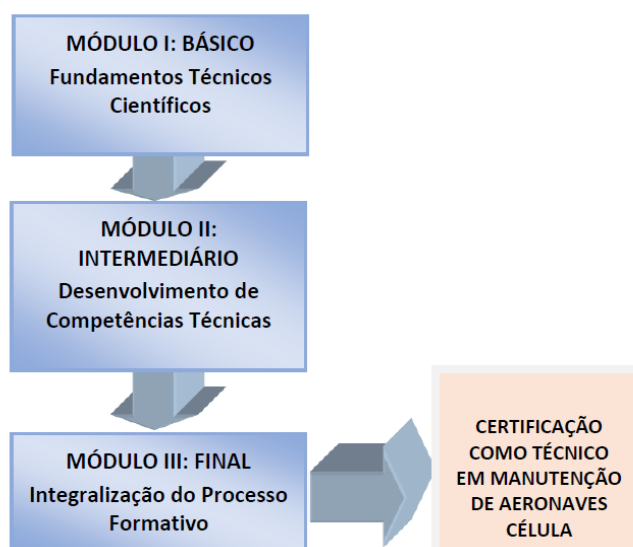 MÓDULO I: BÁSICO
Fundamentos Técnicos
Científicos
MÓDULO II:
INTERMEDIÁRIO
Desenvolvimento de
Competências Técnicas
MÓDULO III: FINAL
Integralização do Processo
Formativo
CERTIFICAÇÃO
COMO TÉCNICO
EM MANUTENÇÃO
DE AERONAVES
CÉLULA